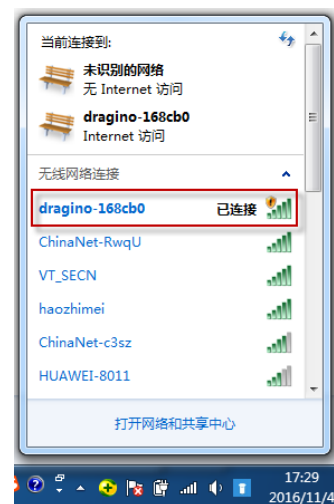 当前连接到:
未识别的网络
无 Internet 访问
dragino-168cb0
Internet 访问
无线网络连接
dragino-168cb0 已连接
ChinaNet-RwqU
VT_SECN
haozhimei
ChinaNet-c3sz
HUAWEI-8011
打开网络和共享中心
17:29
2016/11/4